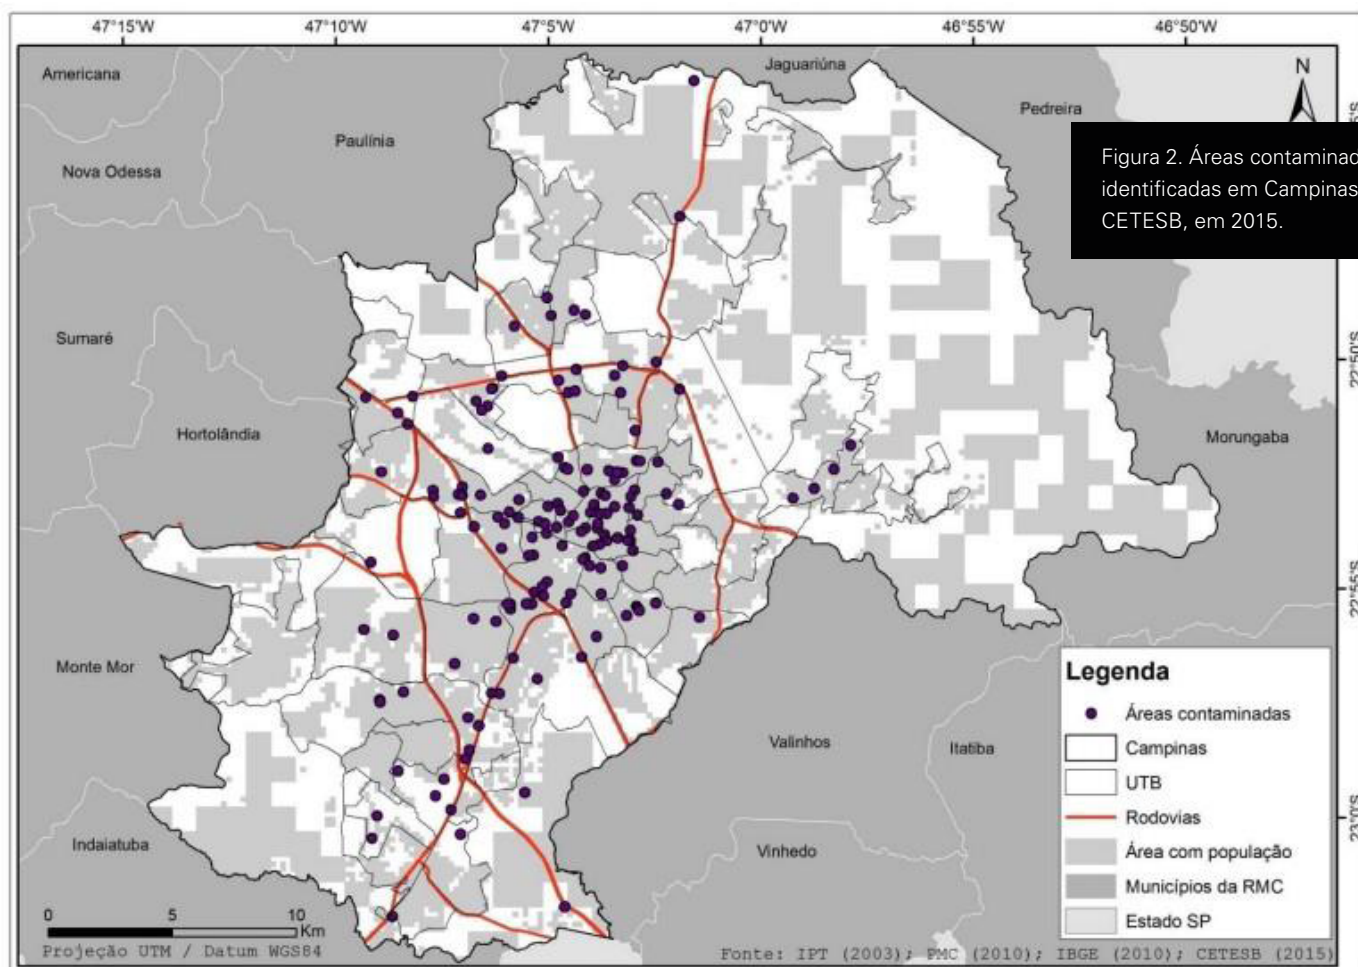 47°15'W
47°10'W
47°5'W
47°0'W
46°55'W
46°50'W
Americana
Jaguariúna
N
Pedreira
Paulínia
Nova Odessa
Figura 2. Áreas contaminad
identificadas em Campinas
CETESB, em 2015.
Sumaré
22°50'S
Hortolândia
Morungaba
22°55'S
Monte Mor
Valinhos
Itatiba
Legenda
Áreas contaminadas
Campinas
UTB
Rodovias
Área com população
Municípios da RMC
Estado SP
23°0'S
Indaiatuba
Vinhedo
0 5 10
Km
Projeção UTM / Datum WGS84
Fonte: IPT (2003); PMC (2010); IBGE (2010); CETESB (2015)